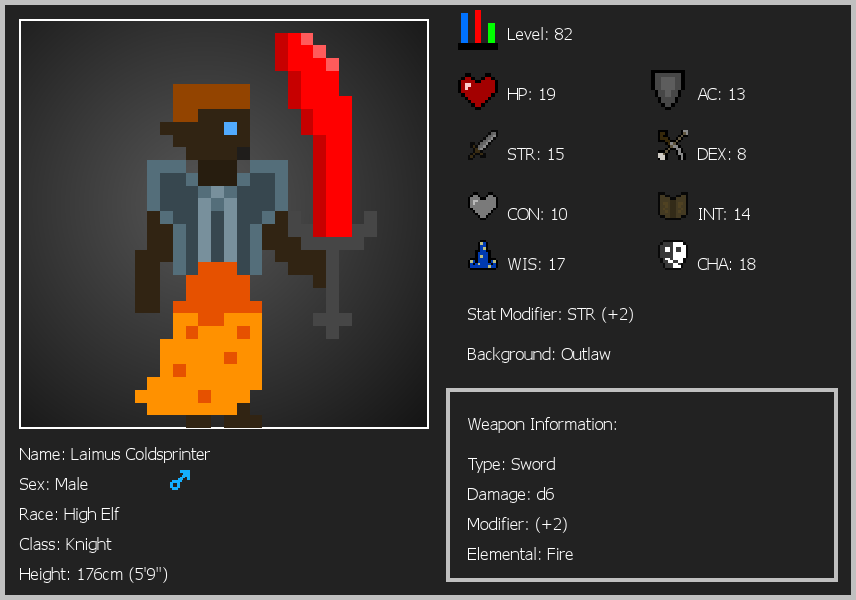 Level: 82
HP: 19
AC: 13
STR: 15
DEX: 8
CON: 10
INT: 14
WIS: 17
CHA: 18
Stat Modifier: STR (+2)
Background: Outlaw
Weapon Information:
Type: Sword
Damage: d6
Modifier: (+2)
Elemental: Fire
Name: Laimus Coldsprinter
Sex: Male
Race: High Elf
Class: Knight
Height: 176cm (5'9")